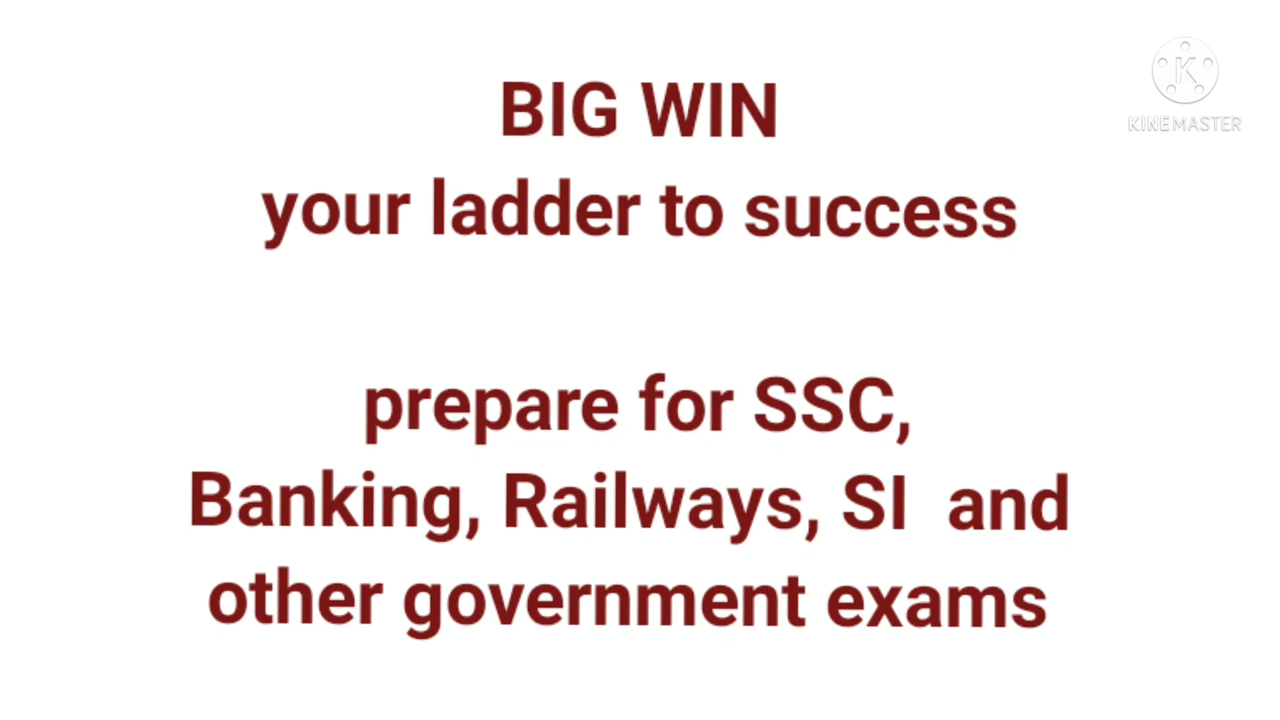 KINEMASTER
BIG WIN
your ladder to success
prepare for SSC,
Banking, Railways, SI and
other government exams